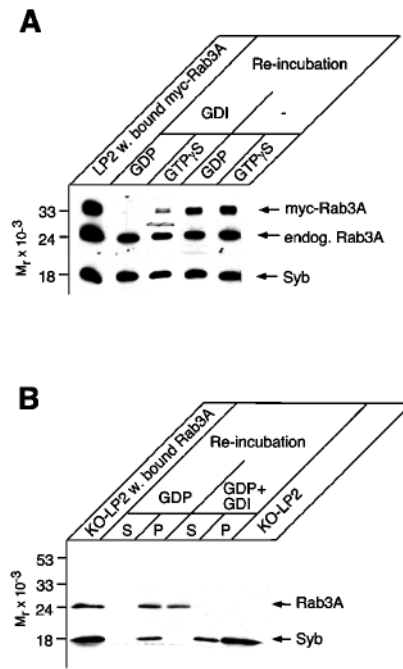 A
LP2 w. bound myc-Rab3A
Re-incubation
GDI
-
GDP
GTPγS
GDP
GTPγS
33
24
18
Mr x 10-3
myc-Rab3A
endog. Rab3A
Syb
B
KO-LP2 w. bound Rab3A
Re-incubation
GDP
GDP+
GDI
KO-LP2
S
P
S
P
53
33
24
18
Mr x 10-3
Rab3A
Syb